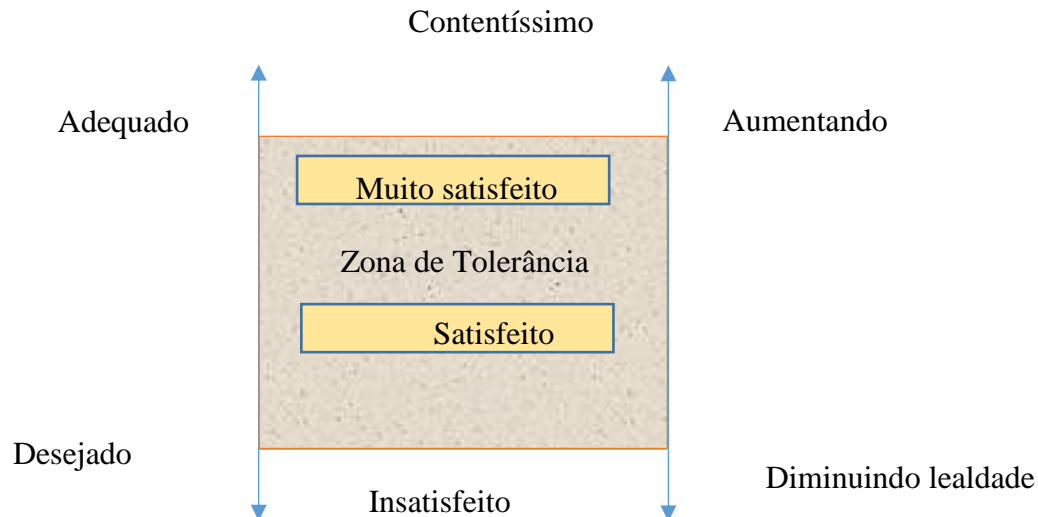 Contentíssimo
Adequado
Aumentando
Muito satisfeito
Zona de Tolerância
Satisfeito
Desejado
Diminuindo lealdade
Insatisfeito